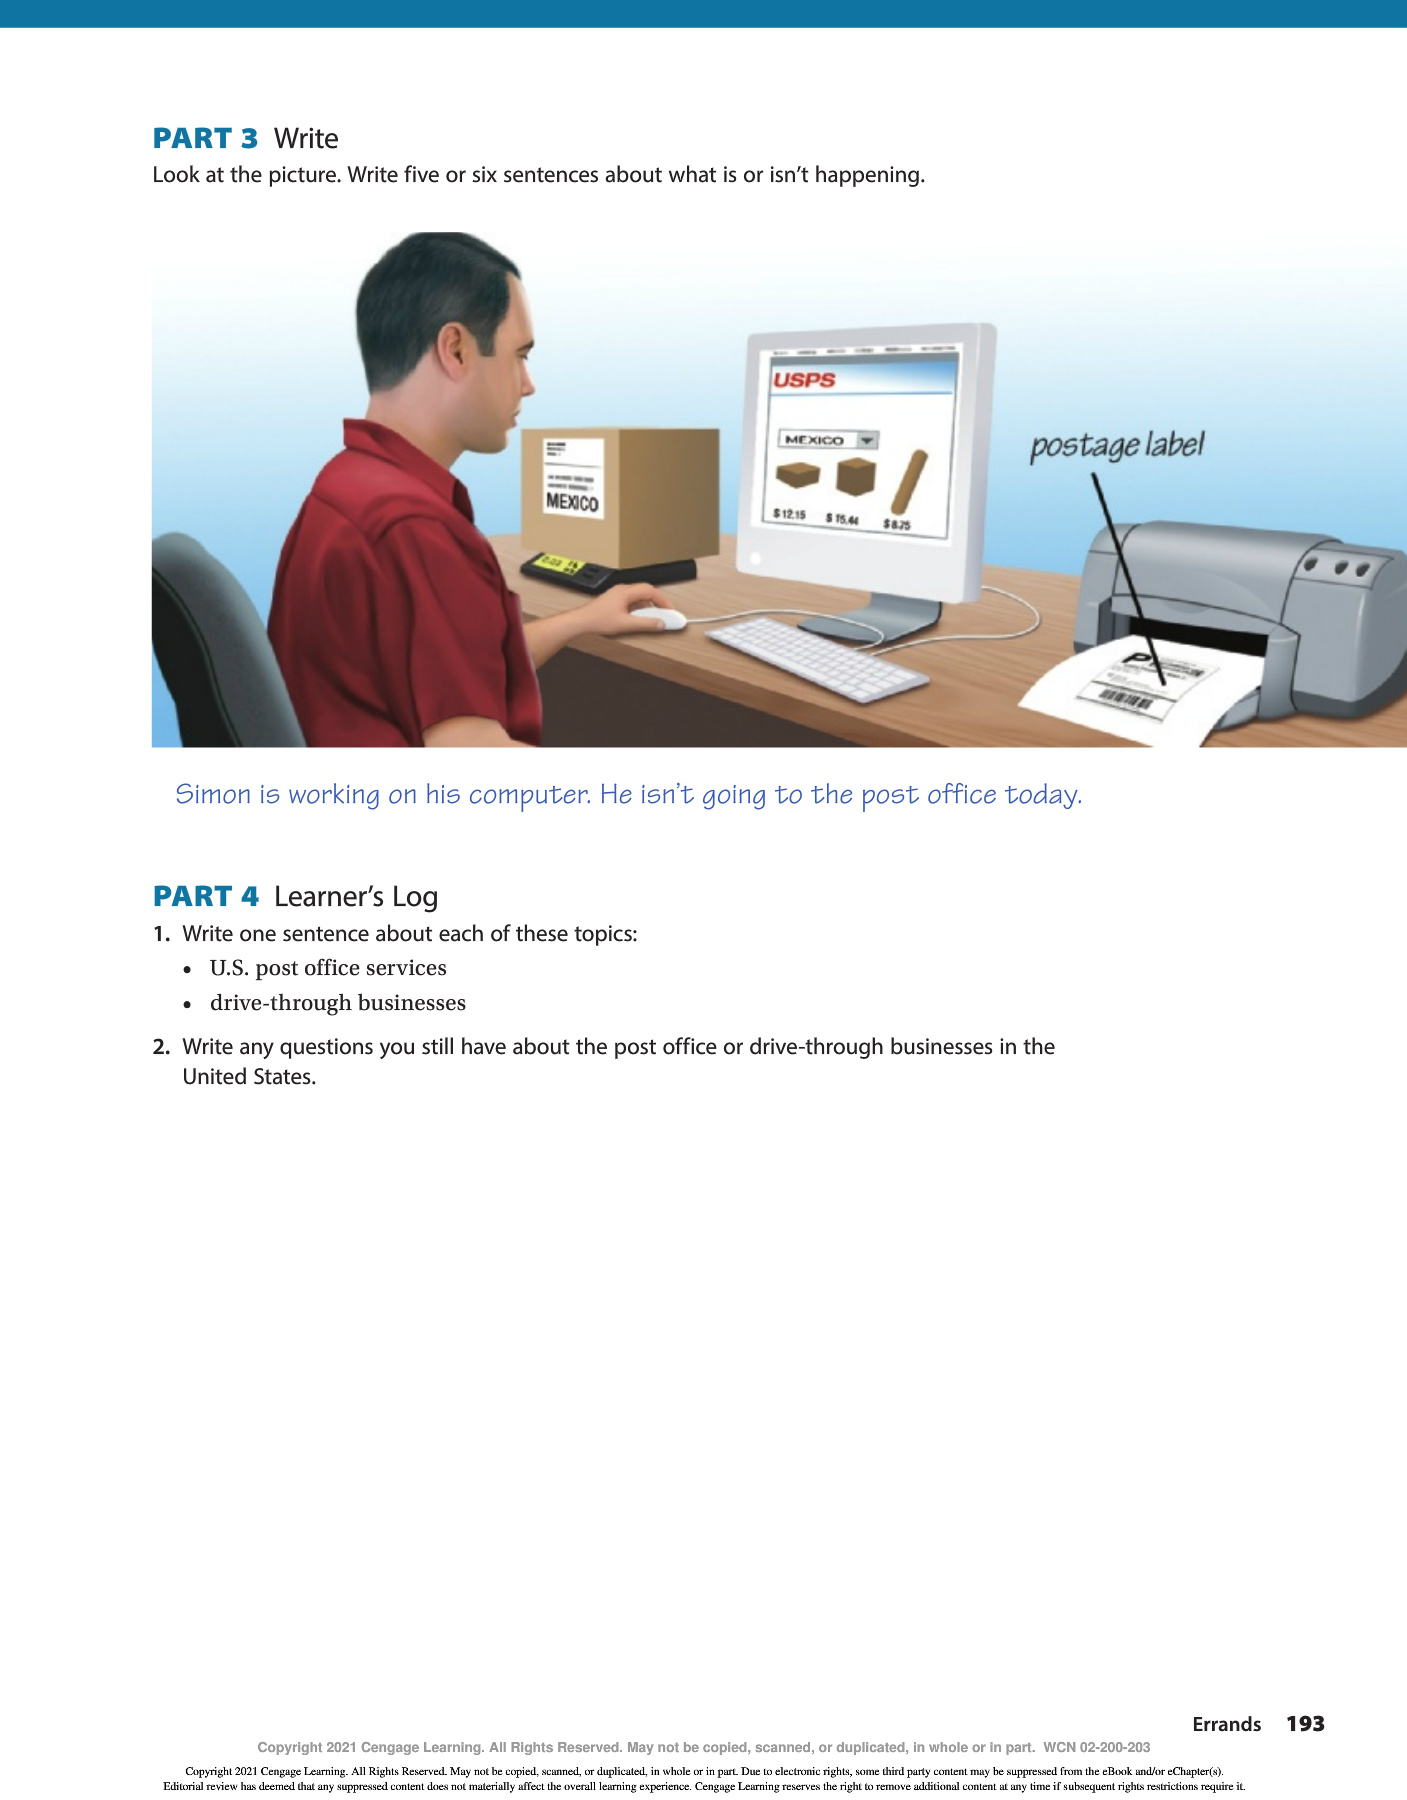 PART 3 Write
Look at the picture. Write five or six sentences about what is or isn’t happening.
USPS
MEXICO
MEXICO
$12.15 $15.44 $8.75
postage label
P
Simon is working on his computer. He isn’t going to the post office today.
PART 4 Learner’s Log
1. Write one sentence about each of these topics:
• U.S. post office services
• drive-through businesses
2. Write any questions you still have about the post office or drive-through businesses in the
United States.
Errands 193
Copyright 2021 Cengage Learning. All Rights Reserved. May not be copied, scanned, or duplicated, in whole or in part. WCN 02-200-203
Copyright 2021 Cengage Learning. All Rights Reserved. May not be copied, scanned, or duplicated, in whole or in part. Due to electronic rights, some third party content may be suppressed from the eBook and/or eChapter(s).
Editorial review has deemed that any suppressed content does not materially affect the overall learning experience. Cengage Learning reserves the right to remove additional content at any time if subsequent rights restrictions require it.